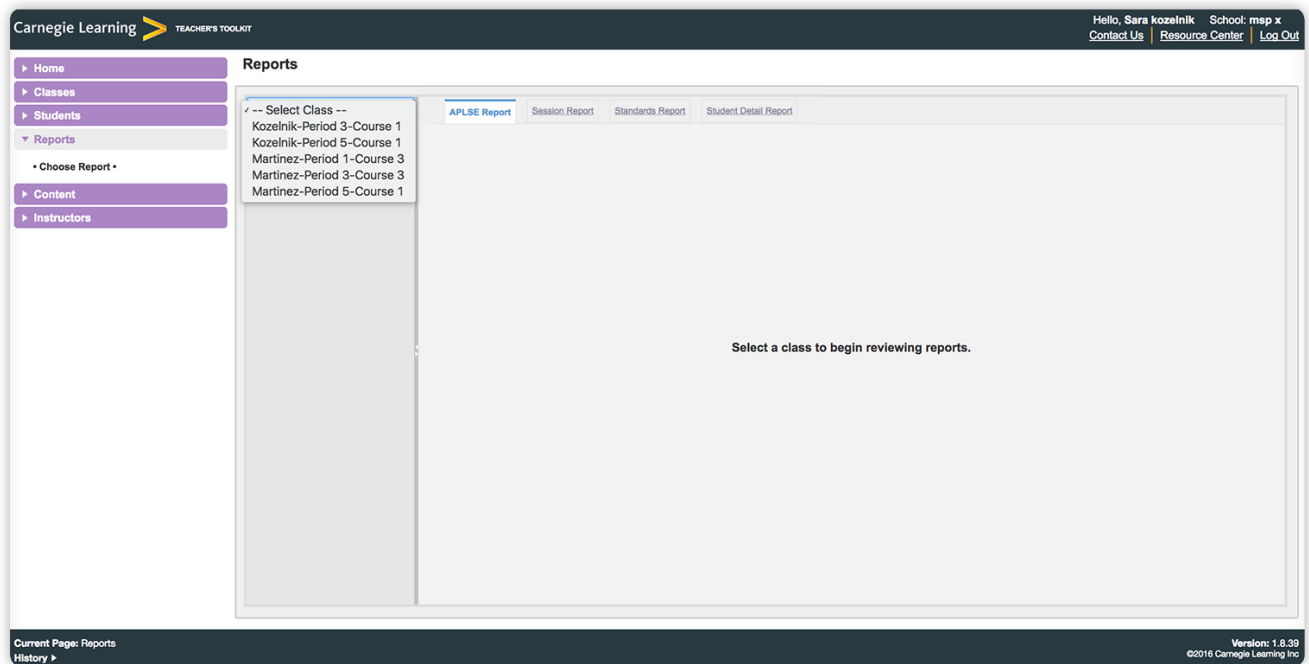 Carnegie Learning TEACHER'S TOOLKIT
Hello, Sara kozelnik School: msp x
Contact Us Resource Center Log Out
Home
Classes
Students
Reports
• Choose Report •
Content
Instructors
Reports
✓ -- Select Class --
Kozelnik-Period 3-Course 1
Kozelnik-Period 5-Course 1
Martinez-Period 1-Course 3
Martinez-Period 3-Course 3
Martinez-Period 5-Course 1
APLSE Report Session Report Standards Report Student Detail Report
Select a class to begin reviewing reports.
Current Page: Reports
History
Version: 1.8.39
©2016 Carnegie Learning Inc